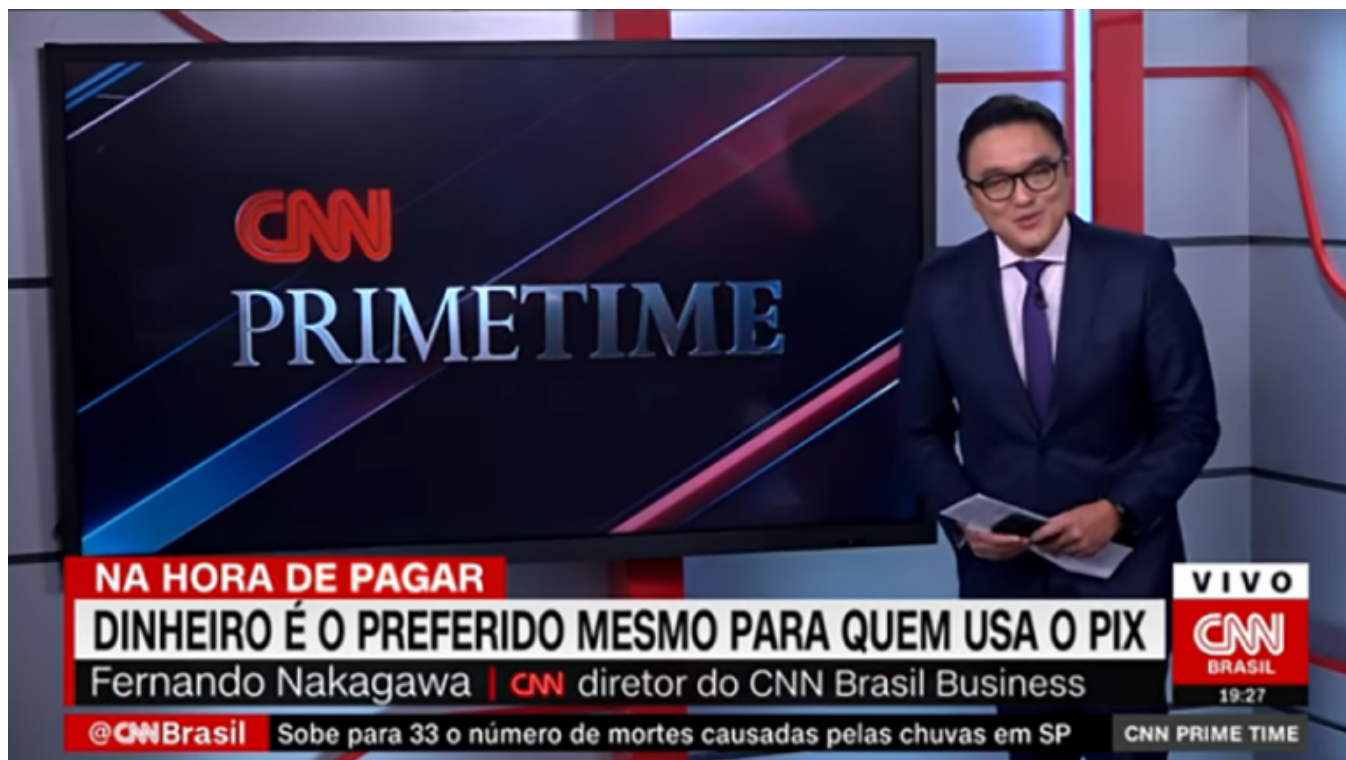 CNN
PRIMETIME
NA HORA DE PAGAR
DINHEIRO É O PREFERIDO MESMO PARA QUEM USA O PIX
Fernando Nakagawa | CNN diretor do CNN Brasil Business
VIVO
CNN
BRASIL
19:27
@CNNBrasil Sobe para 33 o número de mortes causadas pelas chuvas em SP CNN PRIME TIME